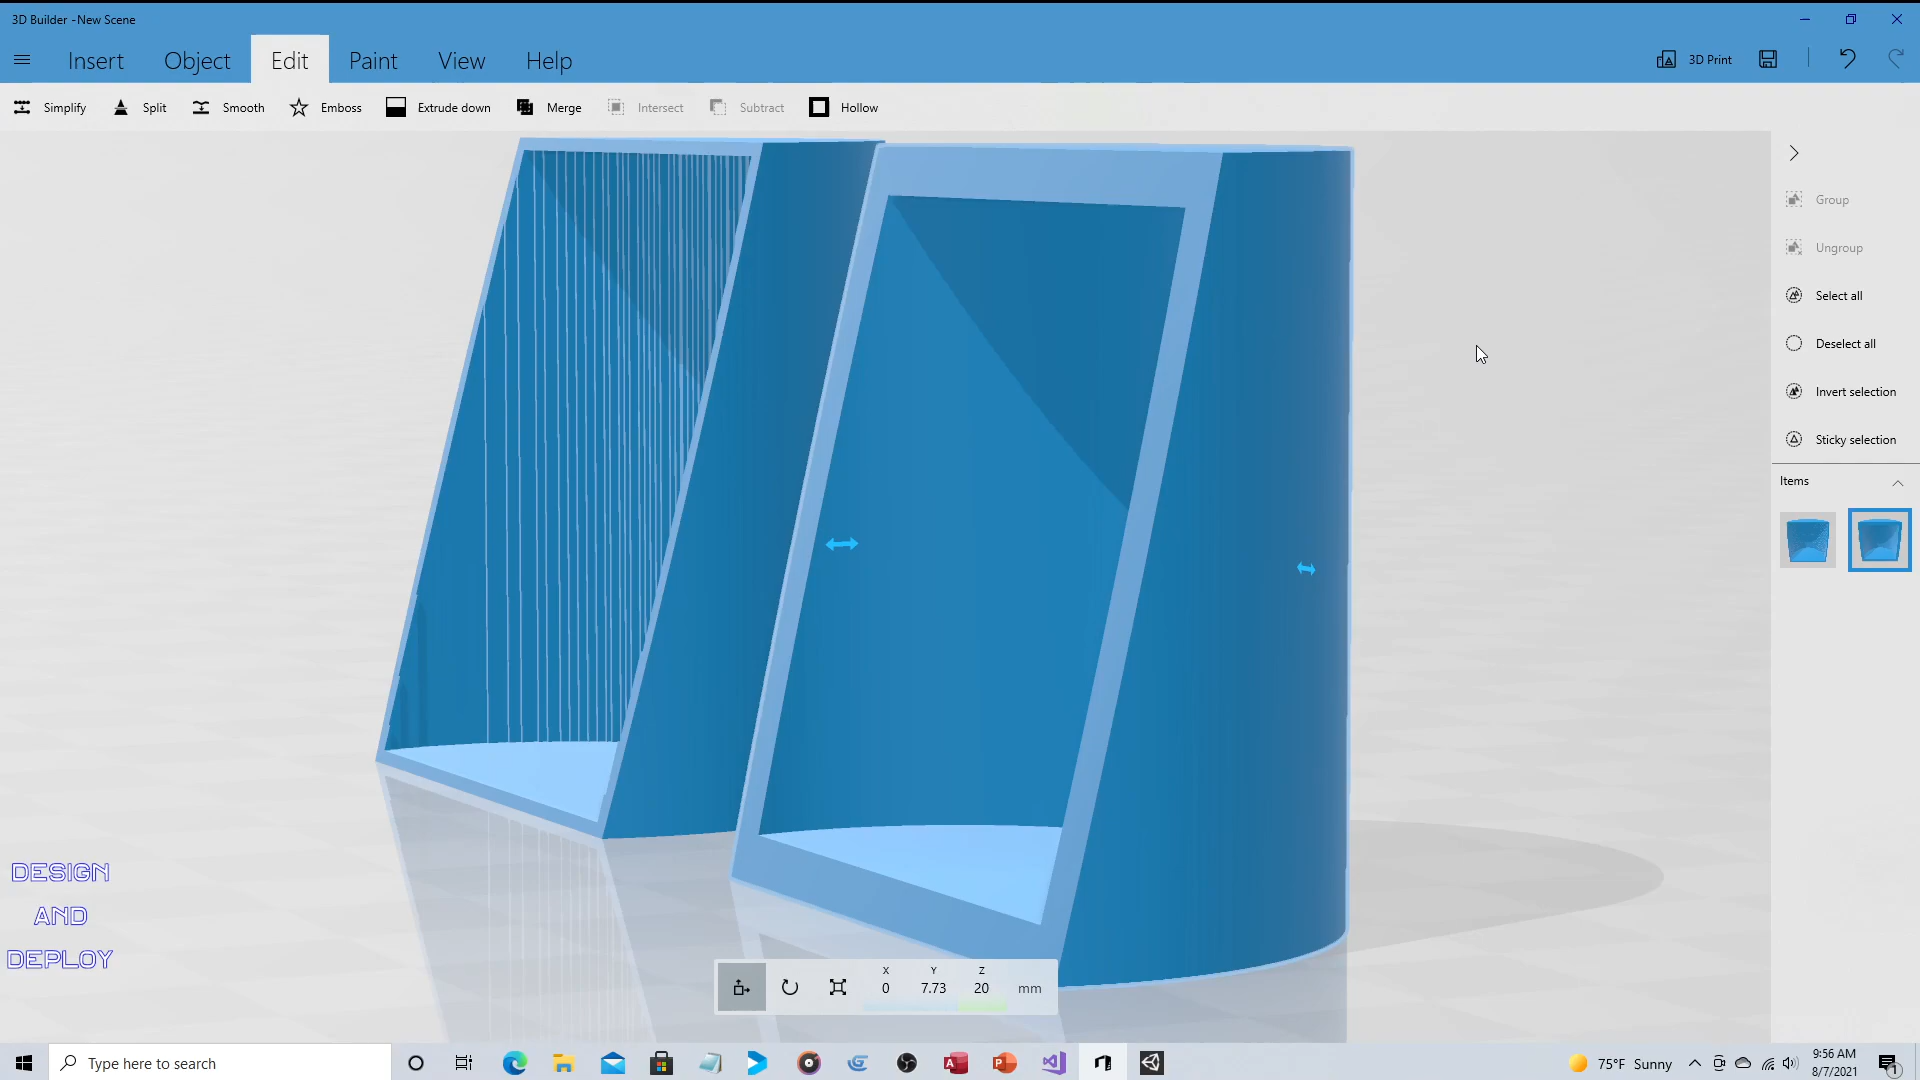 3D Builder -New Scene
Insert Object Edit Paint View Help 3D Print
Simplify Split Smooth Emboss Extrude down Merge Intersect Subtract Hollow
Group
Ungroup
Select all
Deselect all
Invert selection
Sticky selection
Items
DESIGN
AND
DEPLOY
X Y Z
0 7.73 20 mm
Type here to search
75°F Sunny
9:56 AM
8/7/2021
1